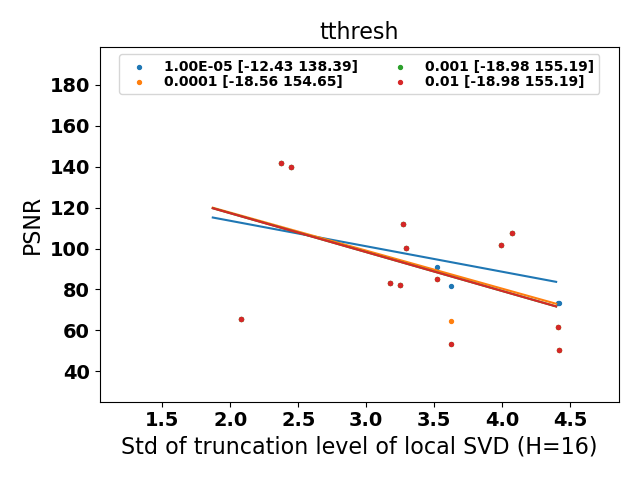 tthresh
1.00E-05 [-12.43 138.39]
0.0001 [-18.56 154.65]
0.001 [-18.98 155.19]
0.01 [-18.98 155.19]
PSNR
180
160
140
120
100
80
60
40
1.5 2.0 2.5 3.0 3.5 4.0 4.5
Std of truncation level of local SVD (H=16)